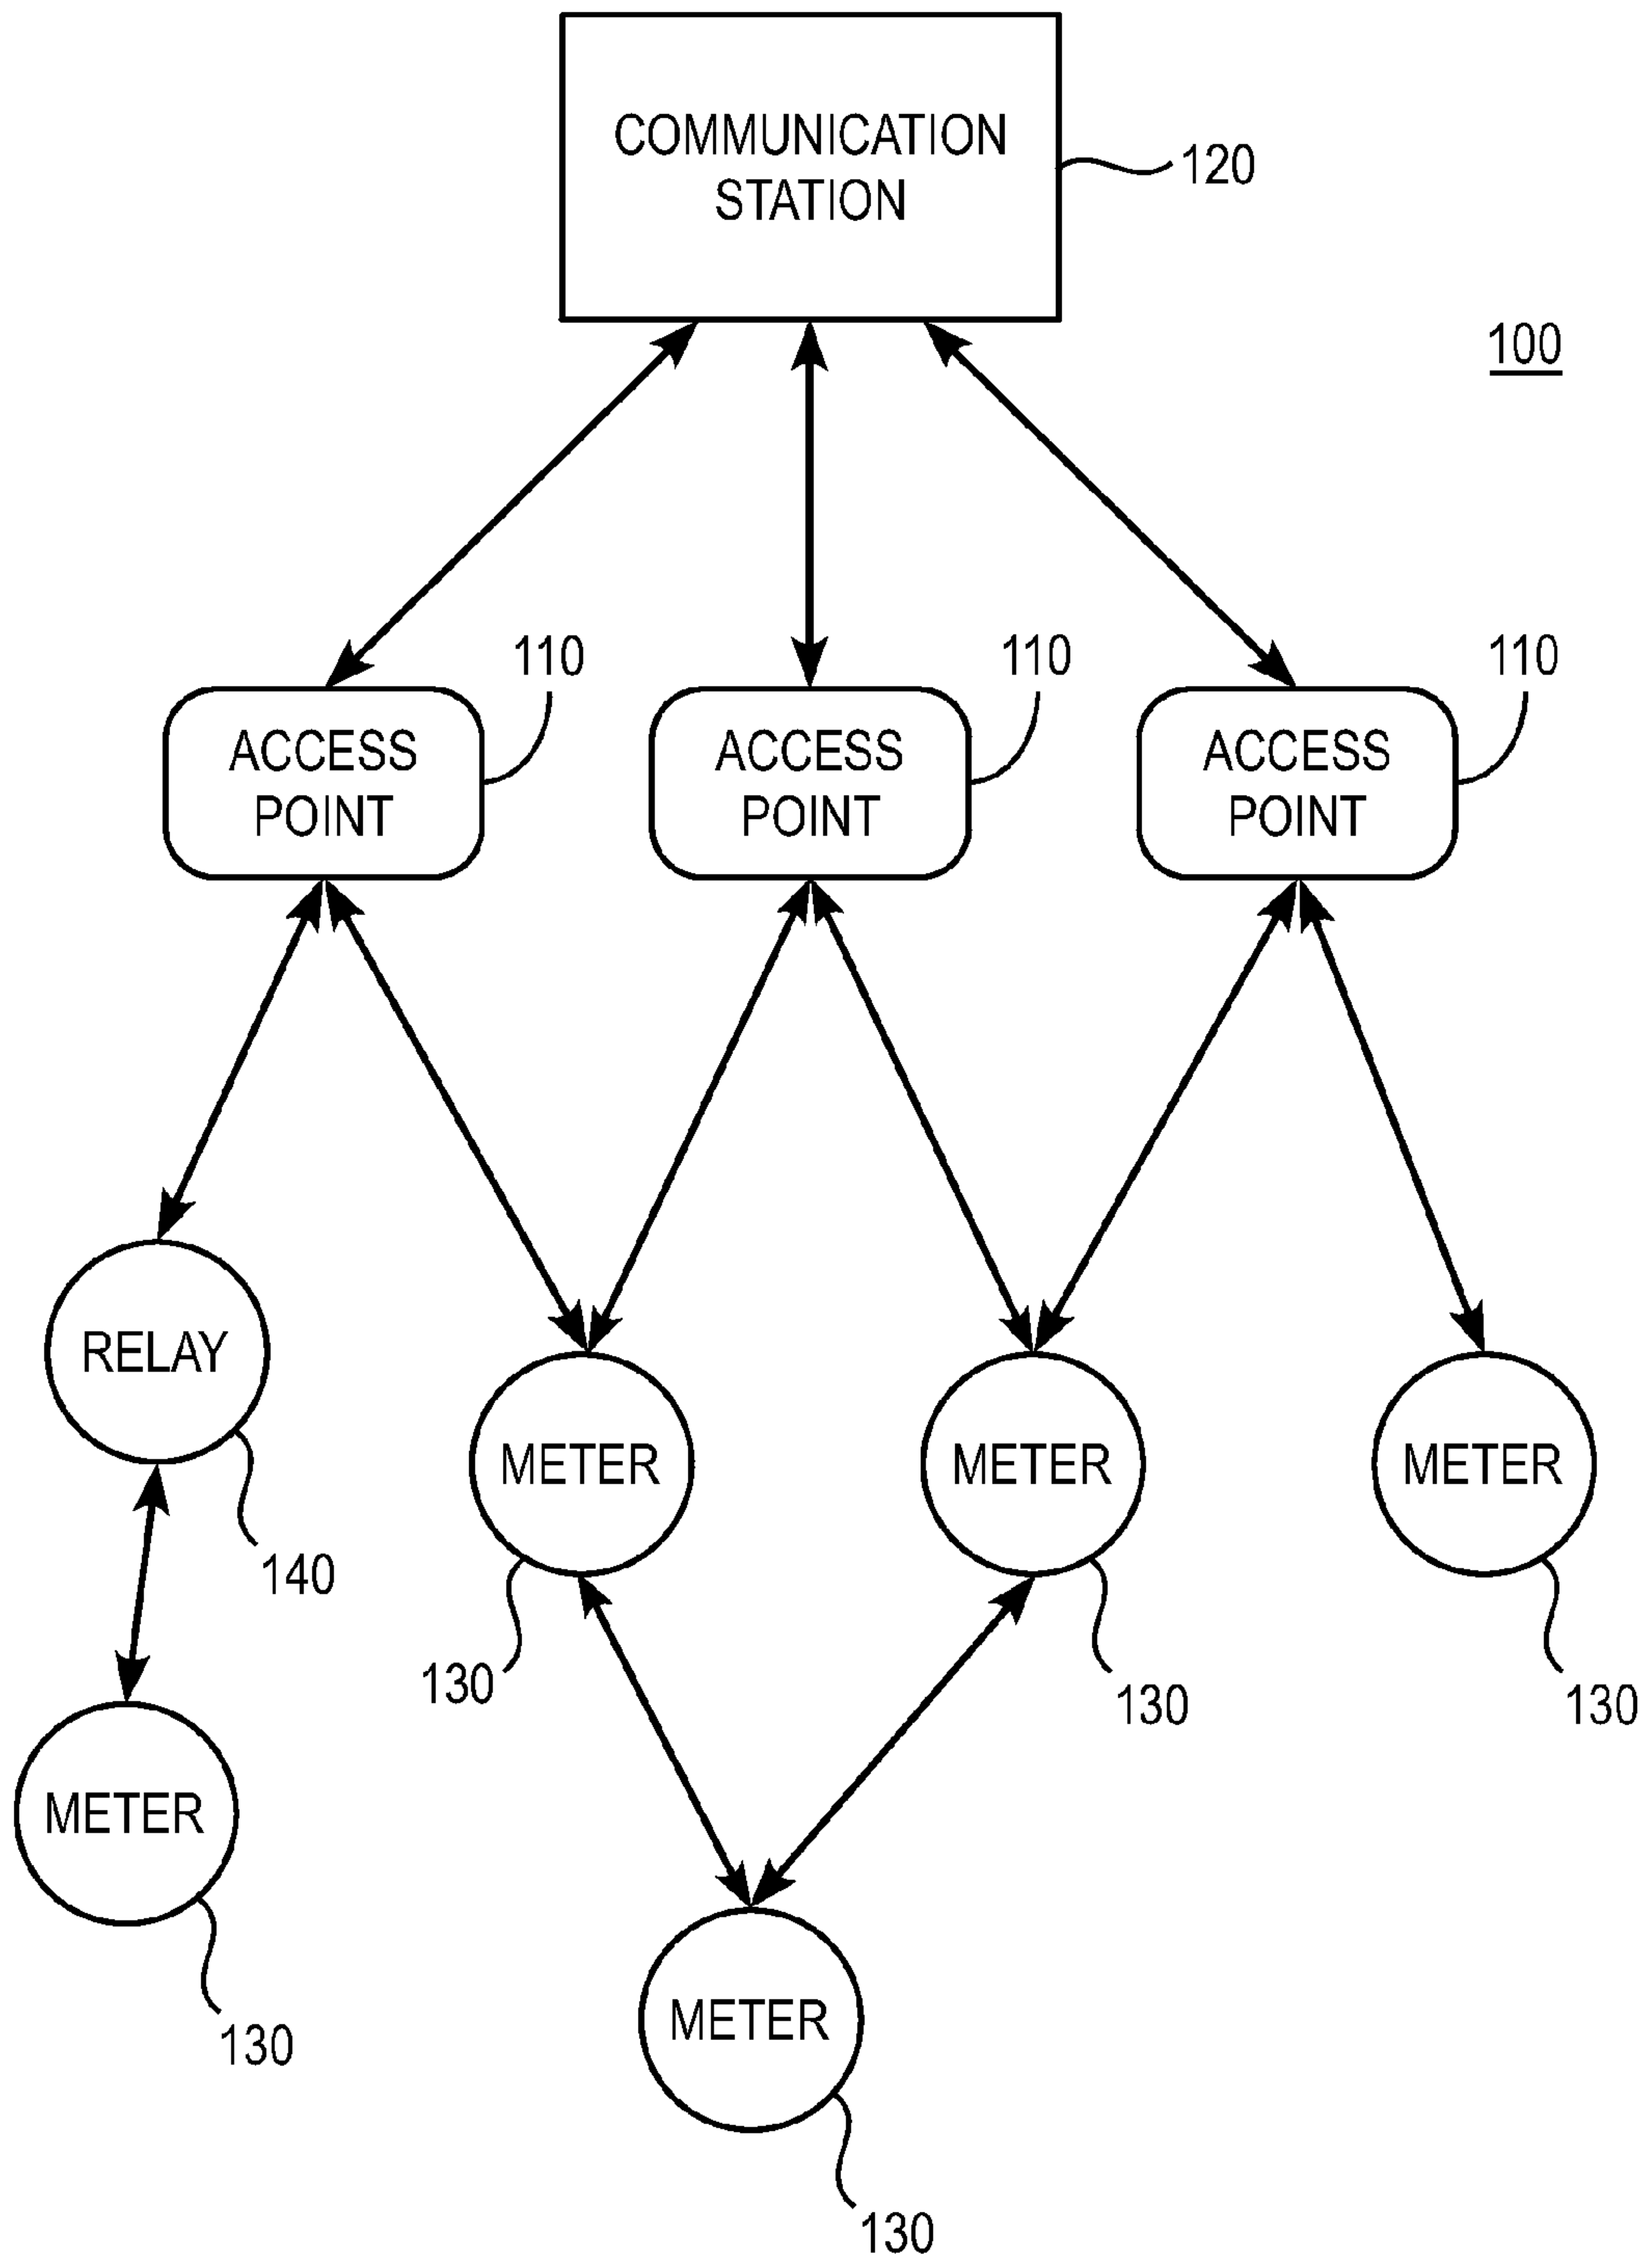 COMMUNICATION
STATION
120
100
110
110
110
ACCESS
POINT
ACCESS
POINT
ACCESS
POINT
RELAY
METER
METER
METER
140
130
130
130
METER
130
METER
130